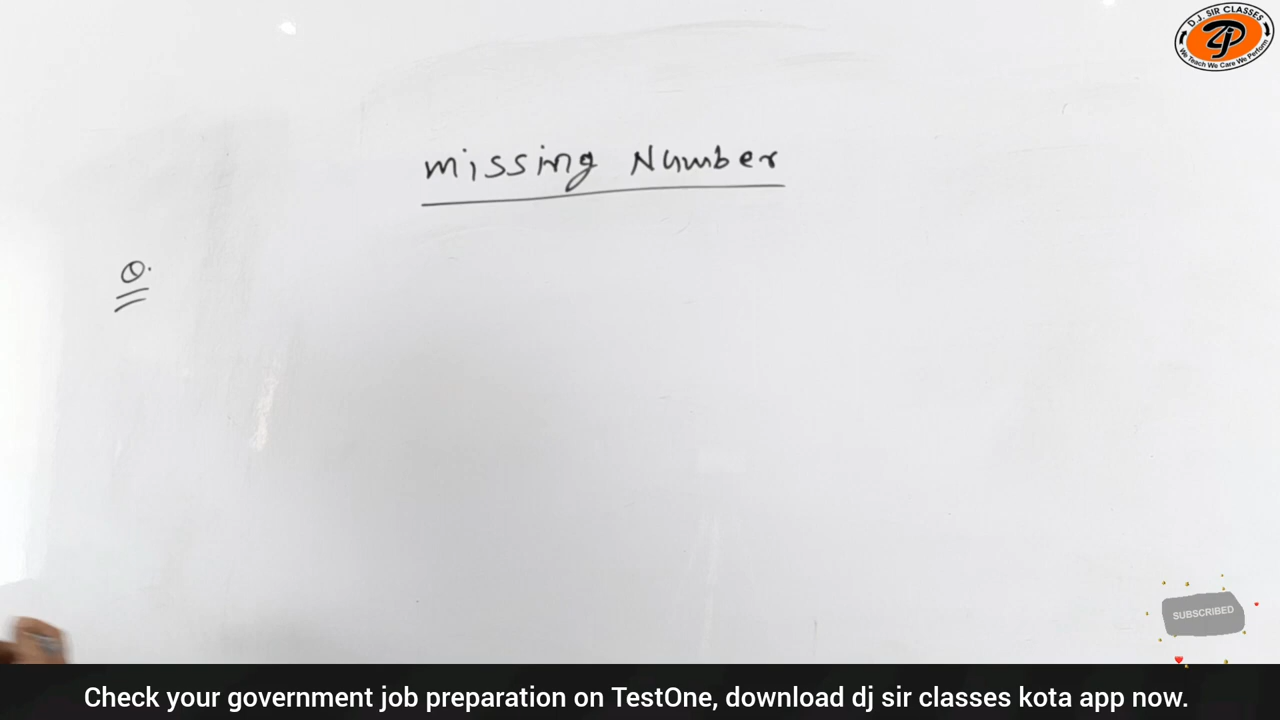 D.J. SIR CLASSES
We Teach We Care We Perform
missing Number
Q.
SUBSCRIBED
Check your government job preparation on TestOne, download dj sir classes kota app now.